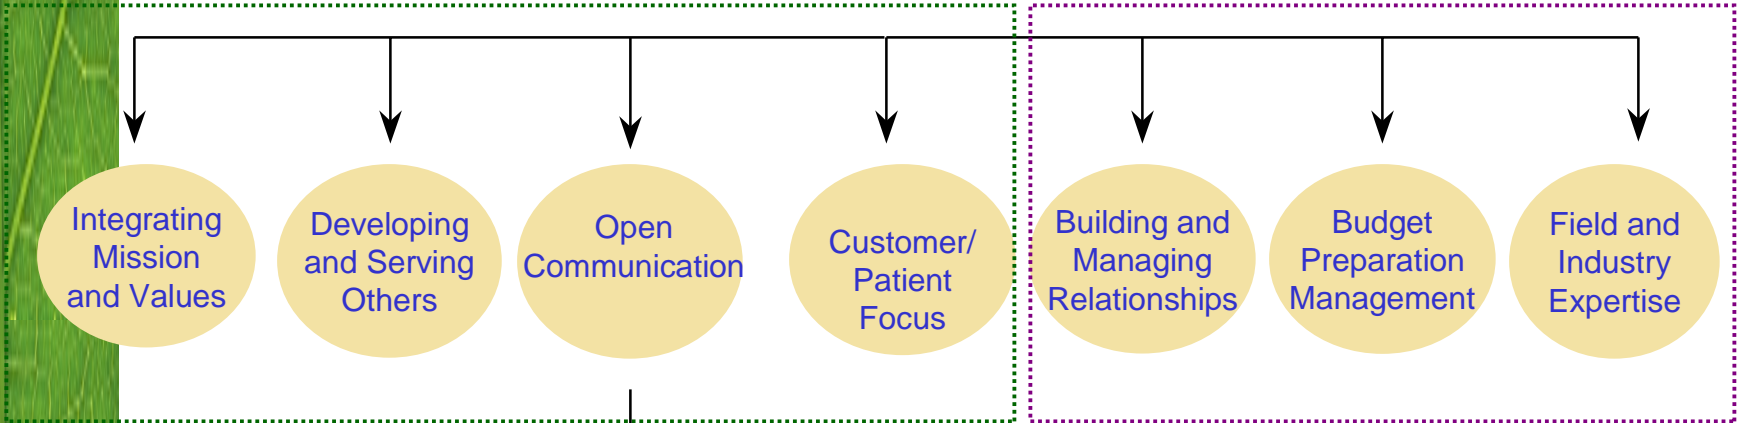 Integrating
Mission
and Values
Developing
and Serving
Others
Open
Communication
Customer/
Patient
Focus
Building and
Managing
Relationships
Budget
Preparation
Management
Field and
Industry
Expertise